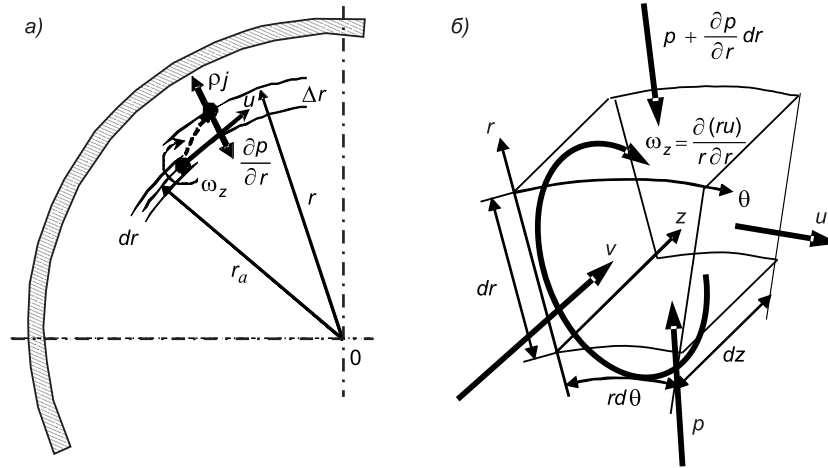 а)
ρj
u
Δr
∂p
∂r
ω_z
r
dr
r_a
0
б)
p + ∂p/∂r dr
r
ω_z = ∂(ru)/r∂r
θ
z
u
v
dr
dz
rdθ
p